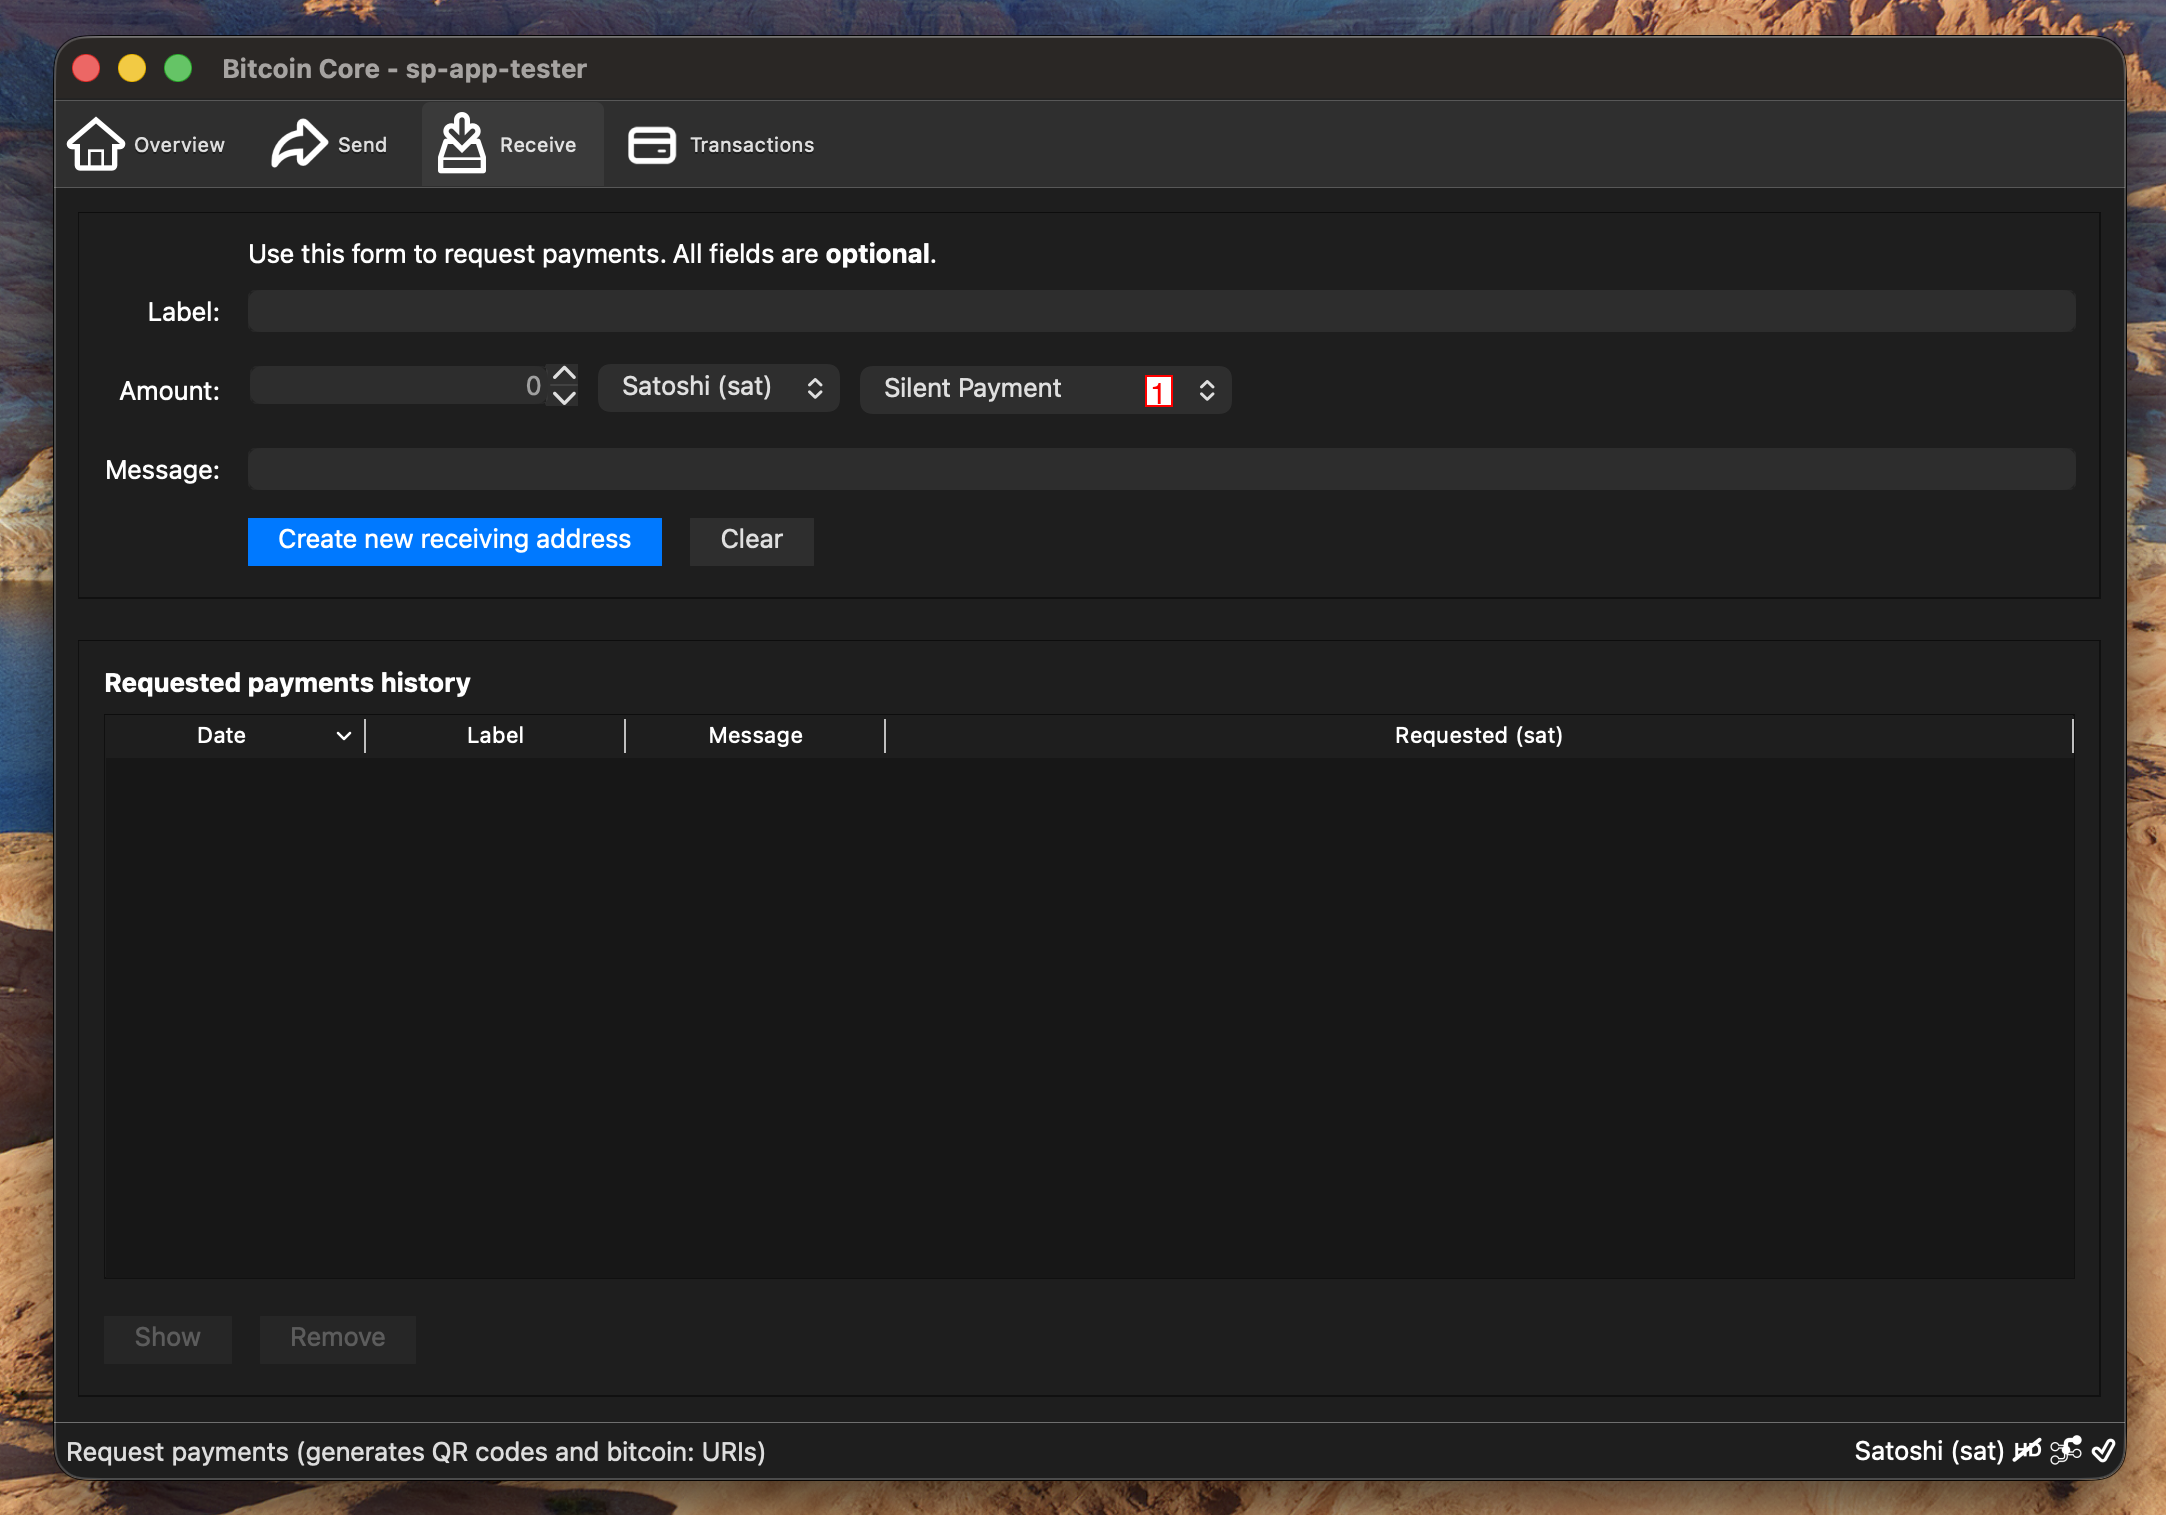 Bitcoin Core - sp-app-tester
Overview
Send
Receive
Transactions
Use this form to request payments. All fields are optional.
Label:
Amount:
0
Satoshi (sat)
Silent Payment
1
Message:
Create new receiving address
Clear
Requested payments history
Date
Label
Message
Requested (sat)
Show
Remove
Request payments (generates QR codes and bitcoin: URIs)
Satoshi (sat)
HD